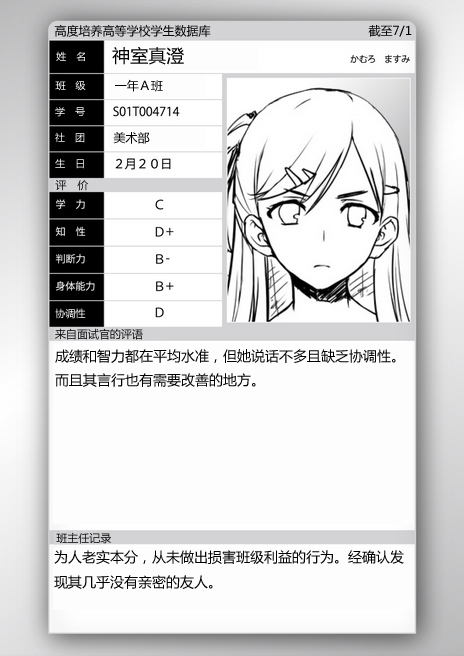 高度培养高等学校学生数据库 截至7/1
姓 名 神室真澄 かむろ ますみ
班 级 一年A班
学 号 S01T004714
社 团 美术部
生 日 2月20日
评 价
学 力 C
知 性 D+
判断力 B-
身体能力 B+
协调性 D
来自面试官的评语
成绩和智力都在平均水准，但她说话不多且缺乏协调性。
而且其言行也有需要改善的地方。
班主任记录
为人老实本分，从未做出损害班级利益的行为。经确认发
现其几乎没有亲密的友人。